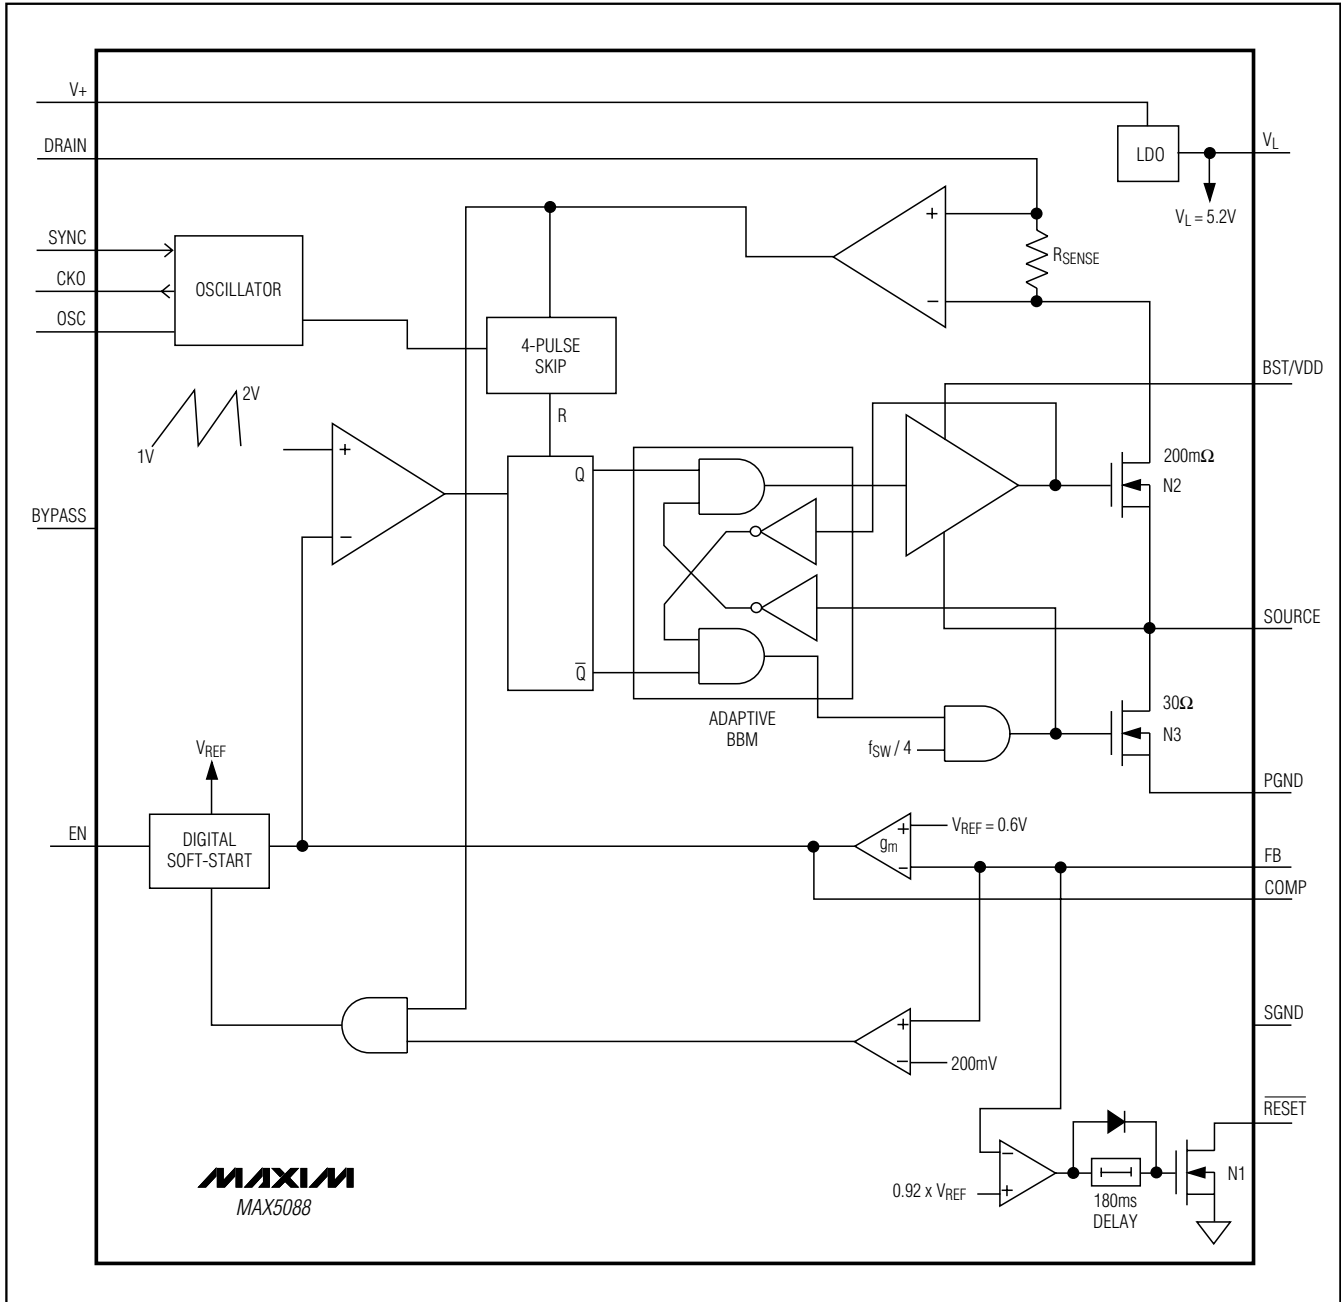 V+
DRAIN
LDO
VL
VL = 5.2V
SYNC
CKO
OSC
OSCILLATOR
+
−
RSENSE
4-PULSE
SKIP
R
1V
2V
+
−
BYPASS
Q
Q̅
ADAPTIVE
BBM
BST/VDD
200mΩ
N2
SOURCE
30Ω
N3
fSW / 4
PGND
VREF
EN
DIGITAL
SOFT-START
gm
+
−
VREF = 0.6V
FB
COMP
+
−
200mV
SGND
R̅E̅S̅E̅T̅
−
+
0.92 x VREF
180ms
DELAY
N1
MAXIM
MAX5088